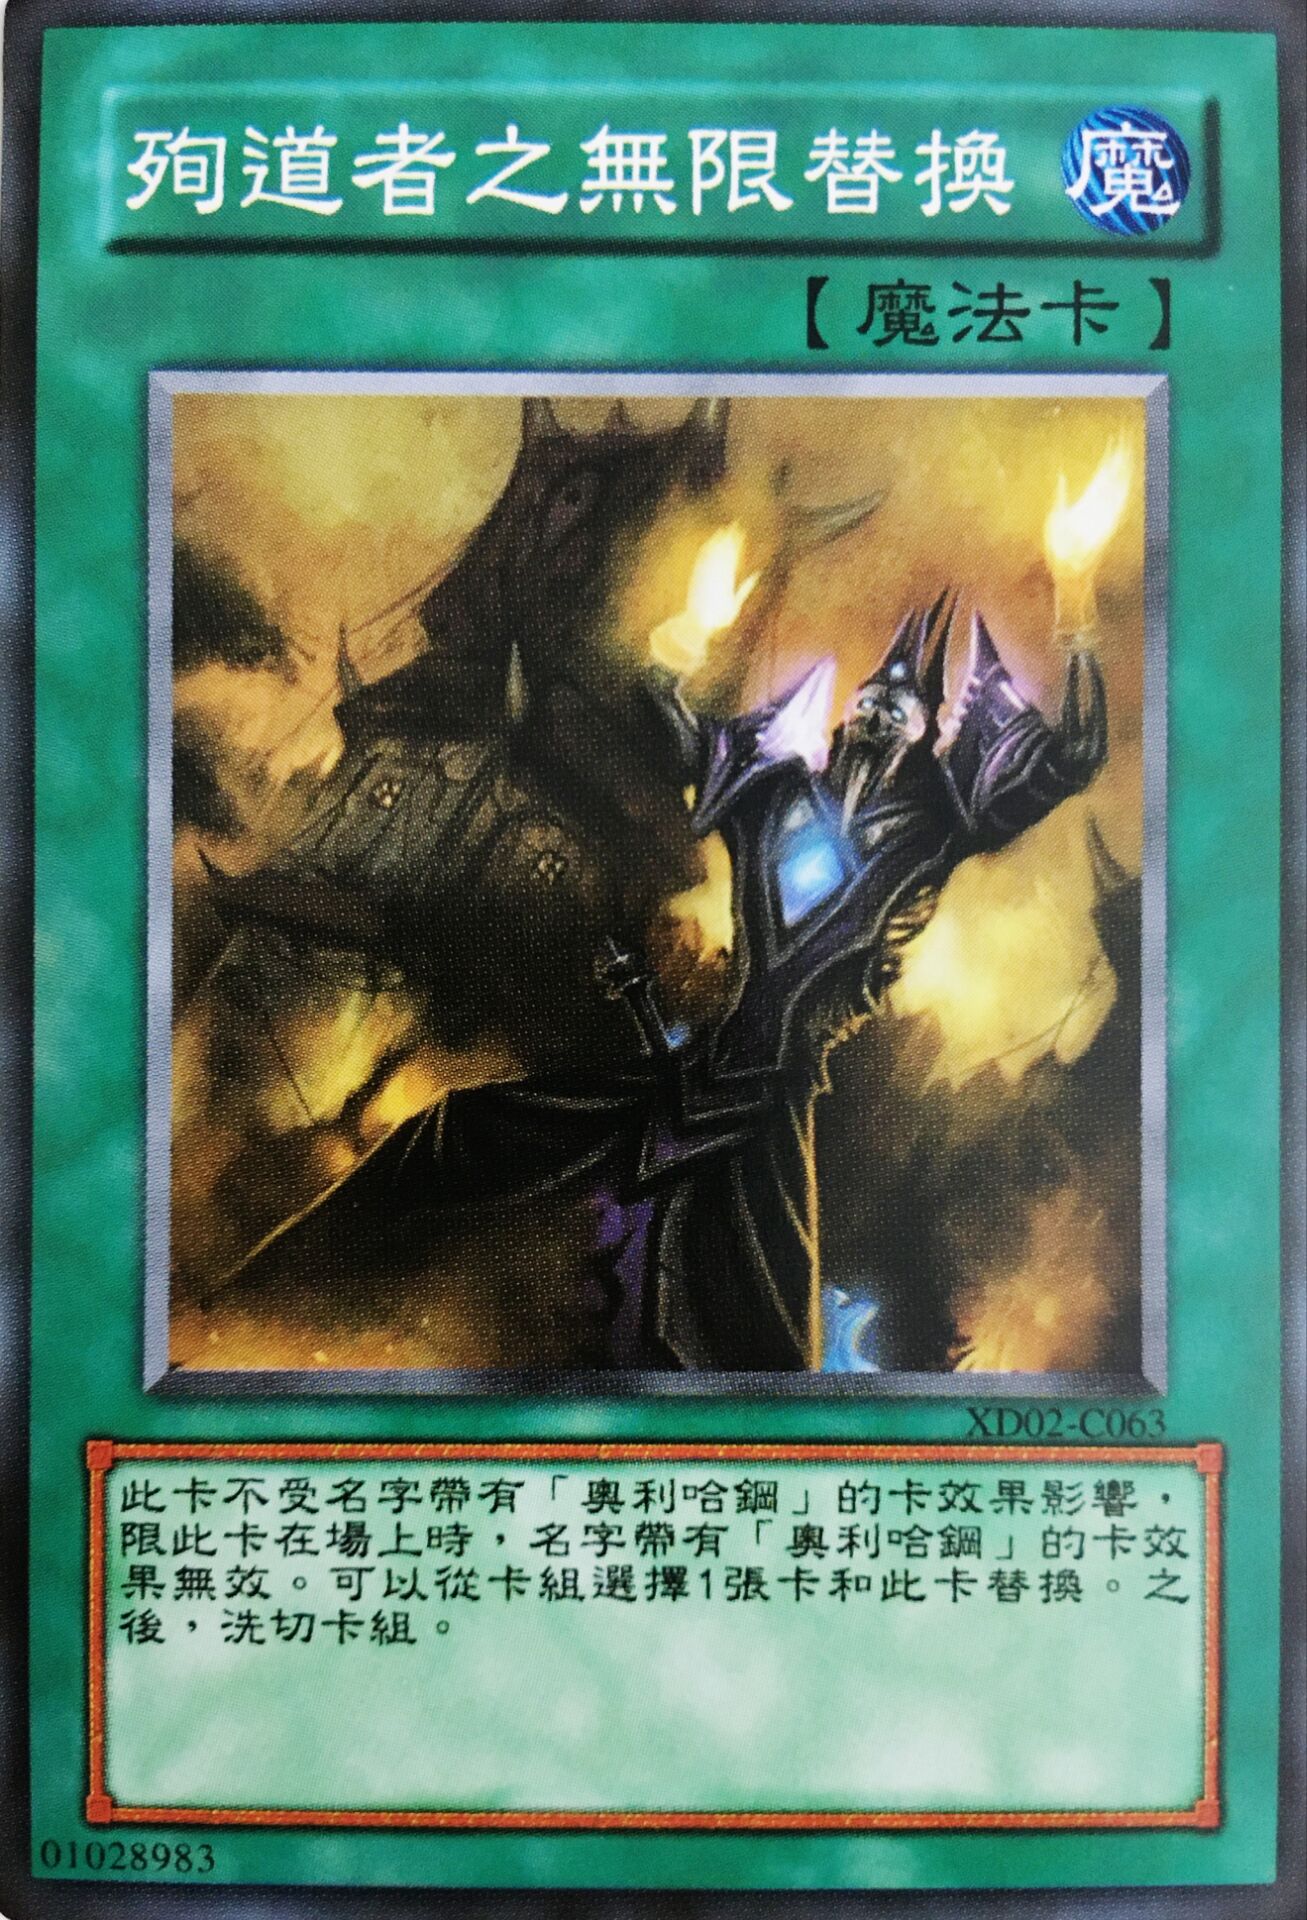 殉道者之無限替換 魔
【魔法卡】
XD02-C063
此卡不受名字帶有「奧利哈鋼」的卡效果影響，
限此卡在場上時，名字帶有「奧利哈鋼」的卡效
果無效。可以從卡組選擇1張卡和此卡替換。之
後，洗切卡組。
01028983